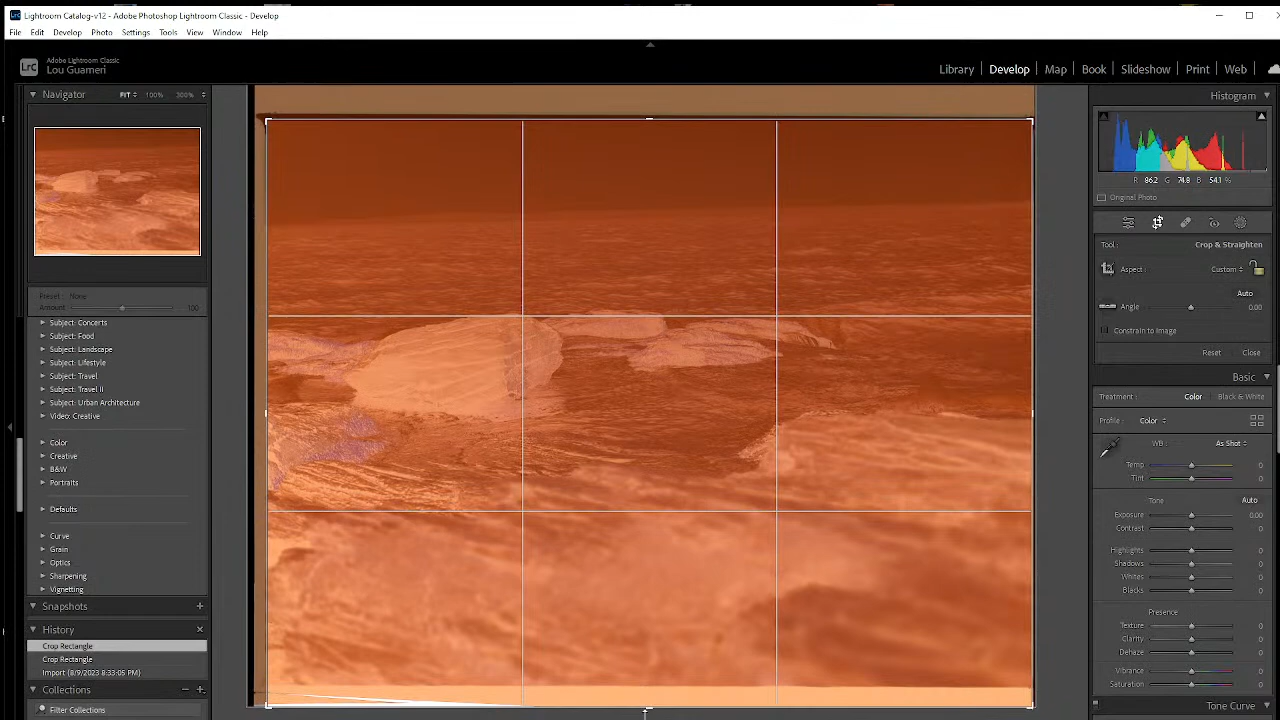 Lightroom Catalog-v12 - Adobe Photoshop Lightroom Classic - Develop
File Edit Develop Photo Settings Tools View Window Help
LrC Adobe Lightroom Classic
Lou Guarneri
Library Develop Map Book Slideshow Print Web
Navigator FIT 100% 300%
Histogram
R 86.2 G 74.8 B 54.1 %
Original Photo
Tool: Crop & Straighten
Aspect: Custom
Auto
Angle 0.00
Constrain to Image
Reset Close
Preset: None
Amount 100
Subject: Concerts
Subject: Food
Subject: Landscape
Subject: Lifestyle
Subject: Travel
Subject: Travel II
Subject: Urban Architecture
Video: Creative
Color
Creative
B&W
Portraits
Defaults
Curve
Grain
Optics
Sharpening
Vignetting
Snapshots
History
Crop Rectangle
Crop Rectangle
Import (8/9/2023 8:33:05 PM)
Collections
Filter Collections
Basic
Treatment: Color Black & White
Profile: Color
WB: As Shot
Temp 0
Tint 0
Tone Auto
Exposure 0.00
Contrast 0
Highlights 0
Shadows 0
Whites 0
Blacks 0
Presence
Texture 0
Clarity 0
Dehaze 0
Vibrance 0
Saturation 0
Tone Curve